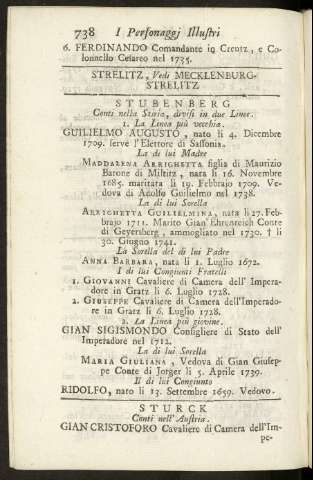 738 I Personaggj Illustri
6. FERDINANDO Comandante in Creutz, e Co-
lonnello Cesareo nel 1735.
STRELITZ, Vedi MECKLENBURG-
STRELITZ
STUBENBERG
Conti nella Stiria, divisi in due Linee.
1. La Linea più vecchia.
GUILIELMO AUGUSTO, nato li 4. Dicembre
1709. serve l'Elettore di Sassonia.
La di lui Madre
MADDALENA ARRIGHETTA figlia di Maurizio
Barone di Miltitz, nata li 16. Novembre
1685. maritata li 19. Febbrajo 1709. Ve-
dova di Adolfo Guilielmo nel 1738.
La di lui Sorella
ARRIGHETTA GUILIELMINA, nata li 27. Feb-
brajo 1711. Marito Gian Ehrenreich Conte
di Geyersberg, ammogliato nel 1730. † li
30. Giugno 1741.
La Sorella del di lui Padre
ANNA BARBARA, nata li 1. Luglio 1672.
I di lui Congiunti Fratelli
1. GIOVANNI Cavaliere di Camera dell' Impera-
dore in Gratz li 6. Luglio 1728.
2. GIUSEPPE Cavaliere di Camera dell'Imperado-
re in Gratz li 6. Luglio 1728.
2. La Linea più giovine.
GIAN SIGISMONDO Consigliere di Stato dell'
Imperadore nel 1712.
La di lui Sorella
MARIA GIULIANA, Vedova di Gian Giusep-
pe Conte di Jorger li 5. Aprile 1739.
Il di lui Congiunto
RIDOLFO, nato li 13. Settembre 1659. Vedovo.
STURCK
Conti nell'Austria.
GIAN CRISTOFORO Cavaliere di Camera dell'Im-
pe-